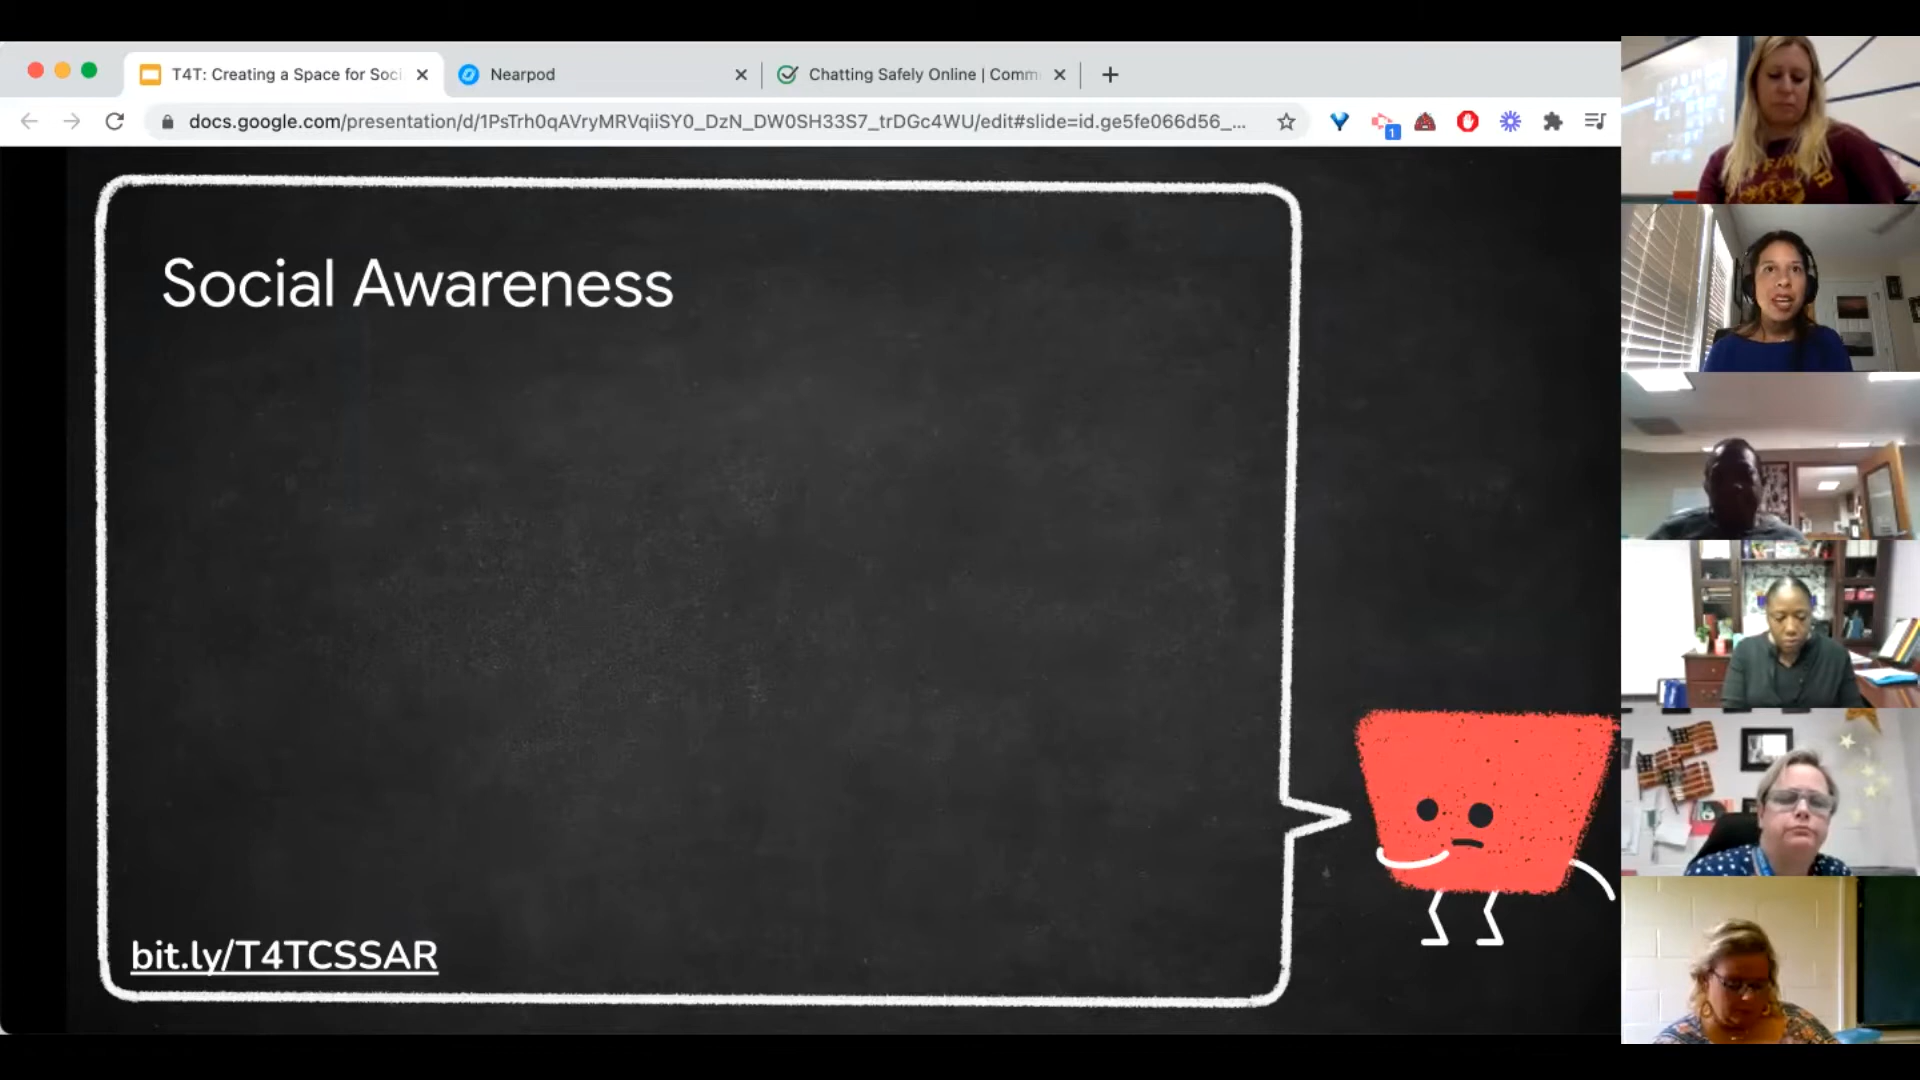 T4T: Creating a Space for Soci
Nearpod
Chatting Safely Online | Comm
docs.google.com/presentation/d/1PsTrh0qAVryMRVqiiSY0_DzN_DW0SH33S7_trDGc4WU/edit#slide=id.ge5fe066d56_...
1
Social Awareness
bit.ly/T4TCSSAR